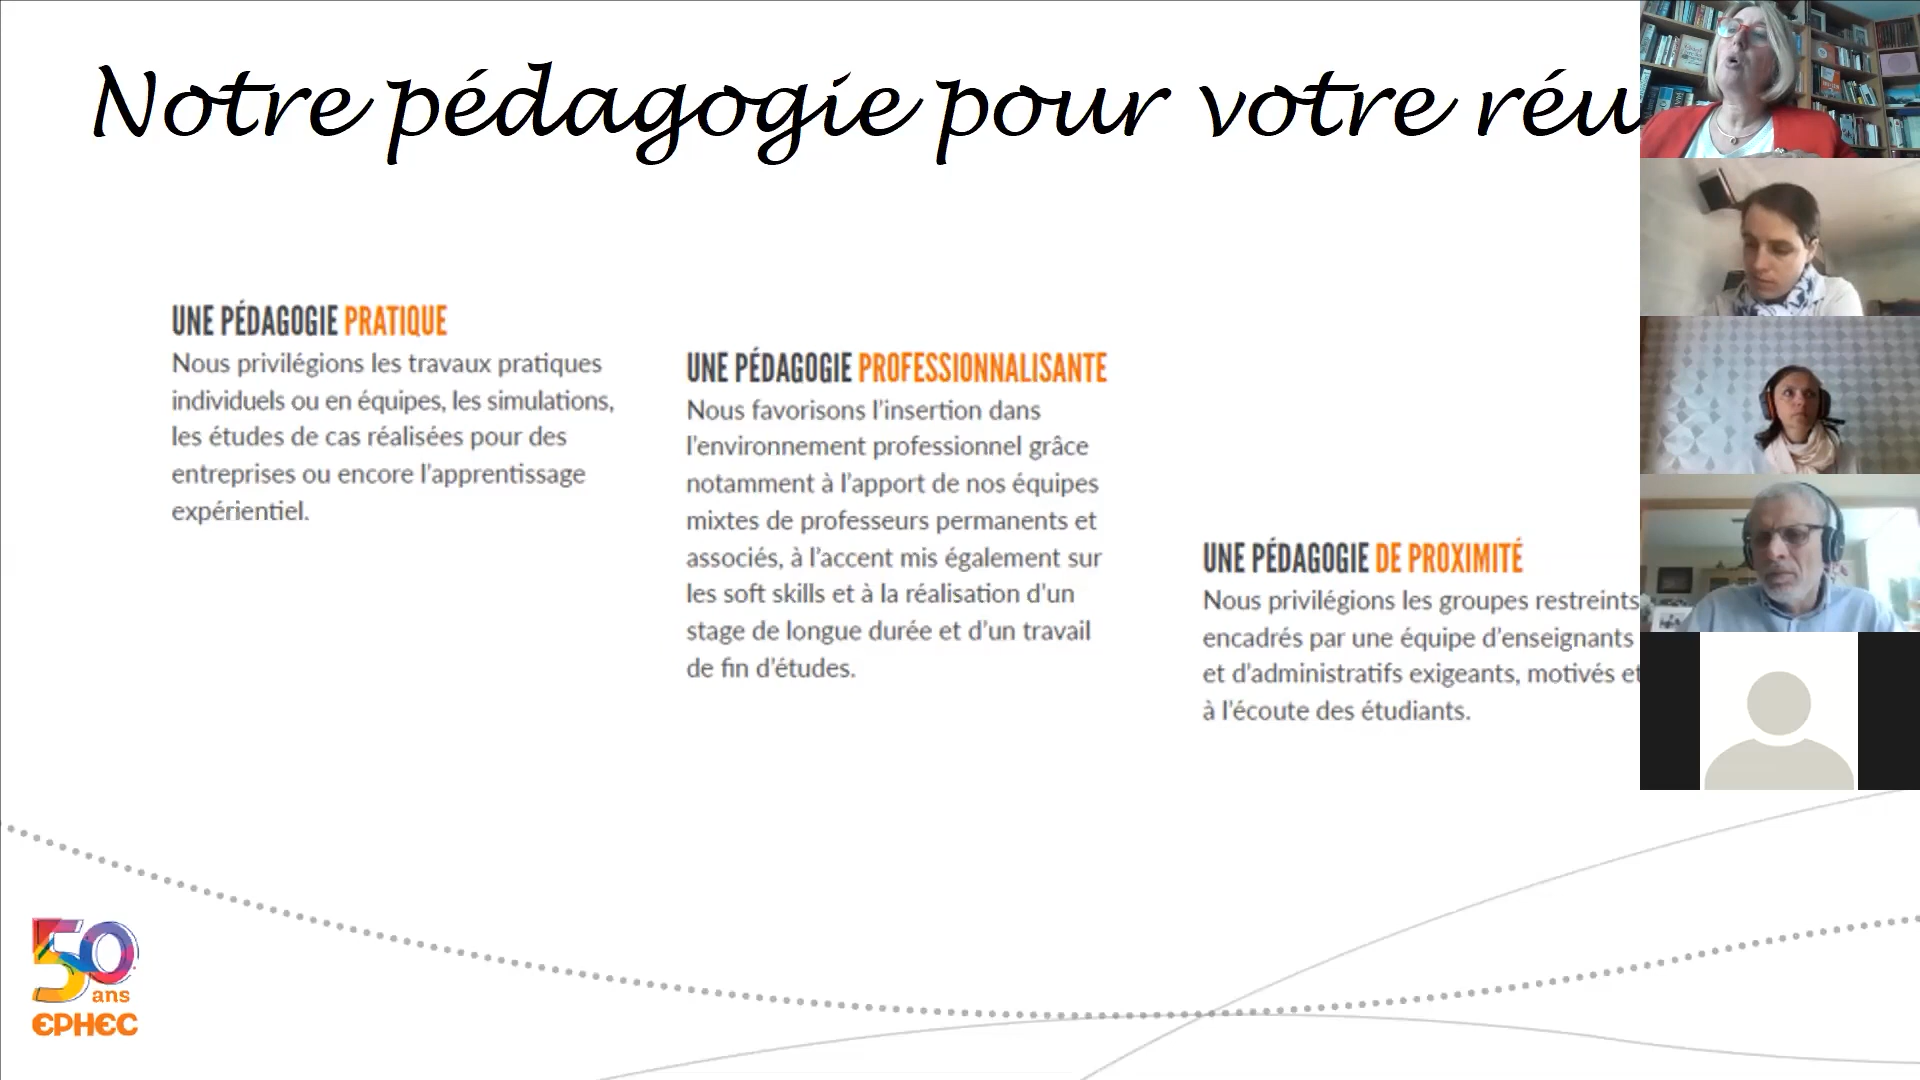 Notre pédagogie pour votre réu
UNE PÉDAGOGIE PRATIQUE
Nous privilégions les travaux pratiques
individuels ou en équipes, les simulations,
les études de cas réalisées pour des
entreprises ou encore l'apprentissage
expérientiel.
UNE PÉDAGOGIE PROFESSIONNALISANTE
Nous favorisons l'insertion dans
l'environnement professionnel grâce
notamment à l'apport de nos équipes
mixtes de professeurs permanents et
associés, à l'accent mis également sur
les soft skills et à la réalisation d'un
stage de longue durée et d'un travail
de fin d'études.
UNE PÉDAGOGIE DE PROXIMITÉ
Nous privilégions les groupes restreints
encadrés par une équipe d'enseignants
et d'administratifs exigeants, motivés et
à l'écoute des étudiants.
50
ans
EPHEC